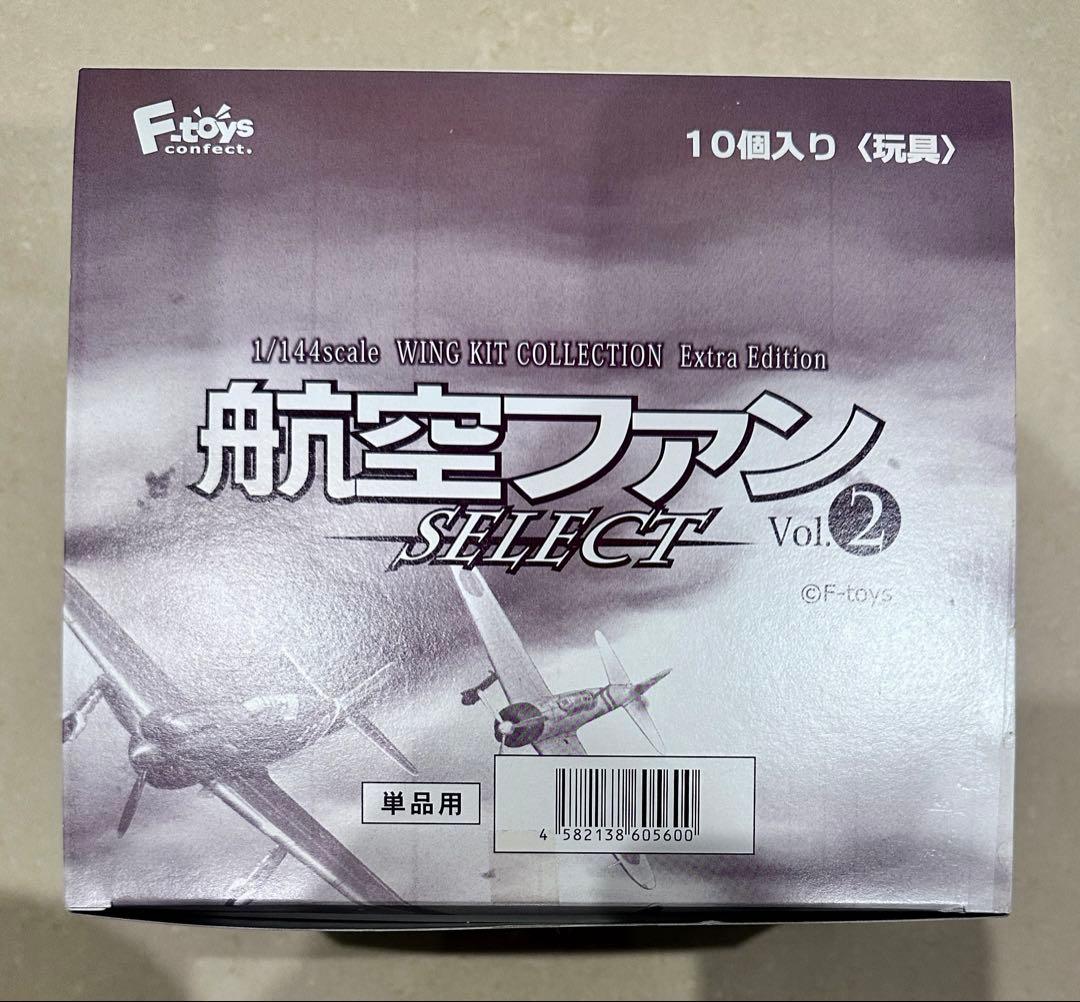 F-toys
confect.
10個入り〈玩具〉
1/144scale WING KIT COLLECTION Extra Edition
航空ファン
SELECT Vol.2
©F-toys
単品用
4 582138 605600